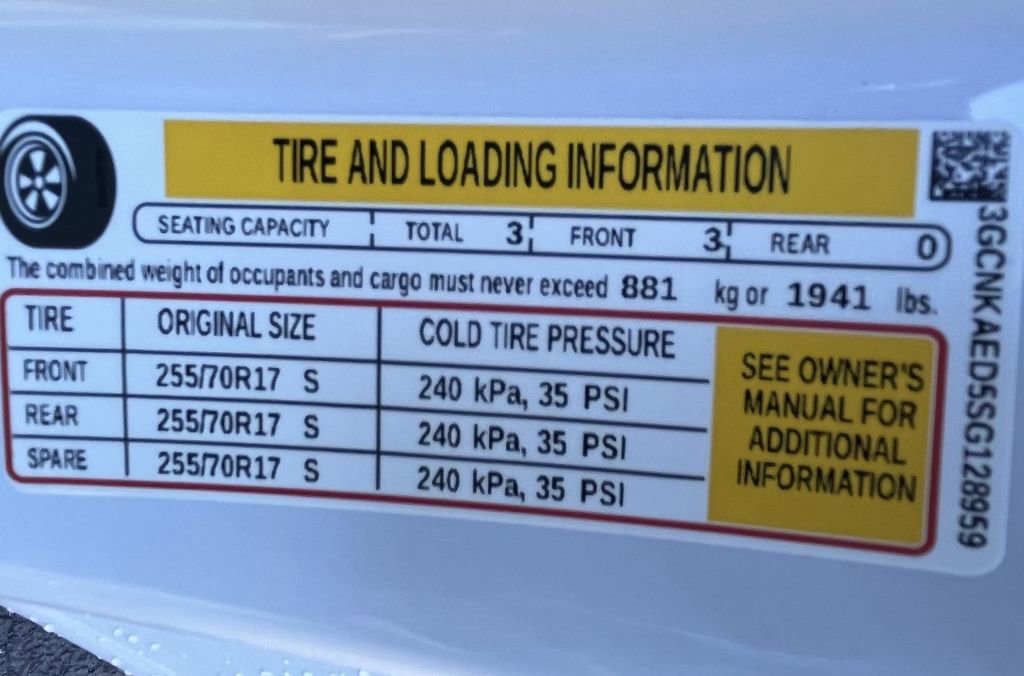 TIRE AND LOADING INFORMATION
SEATING CAPACITY TOTAL 3 FRONT 3 REAR 0
The combined weight of occupants and cargo must never exceed 881 kg or 1941 lbs.
TIRE ORIGINAL SIZE COLD TIRE PRESSURE
FRONT 255/70R17 S 240 kPa, 35 PSI
REAR 255/70R17 S 240 kPa, 35 PSI
SPARE 255/70R17 S 240 kPa, 35 PSI
SEE OWNER'S
MANUAL FOR
ADDITIONAL
INFORMATION
3GCNKAED5SG128959